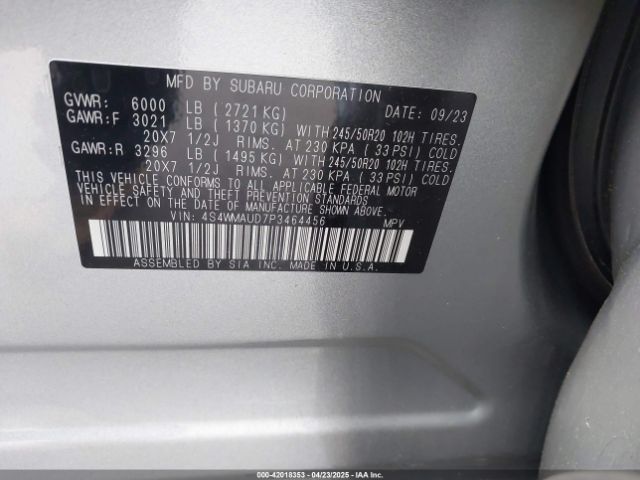 MFD BY SUBARU CORPORATION
GVWR: 6000 LB ( 2721 KG) DATE: 09/23
GAWR:F 3021 LB ( 1370 KG) WITH 245/50R20 102H TIRES.
20X7 1/2J RIMS. AT 230 KPA ( 33 PSI) COLD
GAWR:R 3296 LB ( 1495 KG) WITH 245/50R20 102H TIRES.
20X7 1/2J RIMS. AT 230 KPA ( 33 PSI) COLD
THIS VEHICLE CONFORMS TO ALL APPLICABLE FEDERAL MOTOR
VEHICLE SAFETY AND THEFT PREVENTION STANDARDS
IN EFFECT ON THE DATE OF MANUFACTURE SHOWN ABOVE.
VIN: 4S4WMAUD7P3464456 MPV
ASSEMBLED BY SIA INC. MADE IN U.S.A.
000-42018353 - 04/23/2025 - IAA Inc.